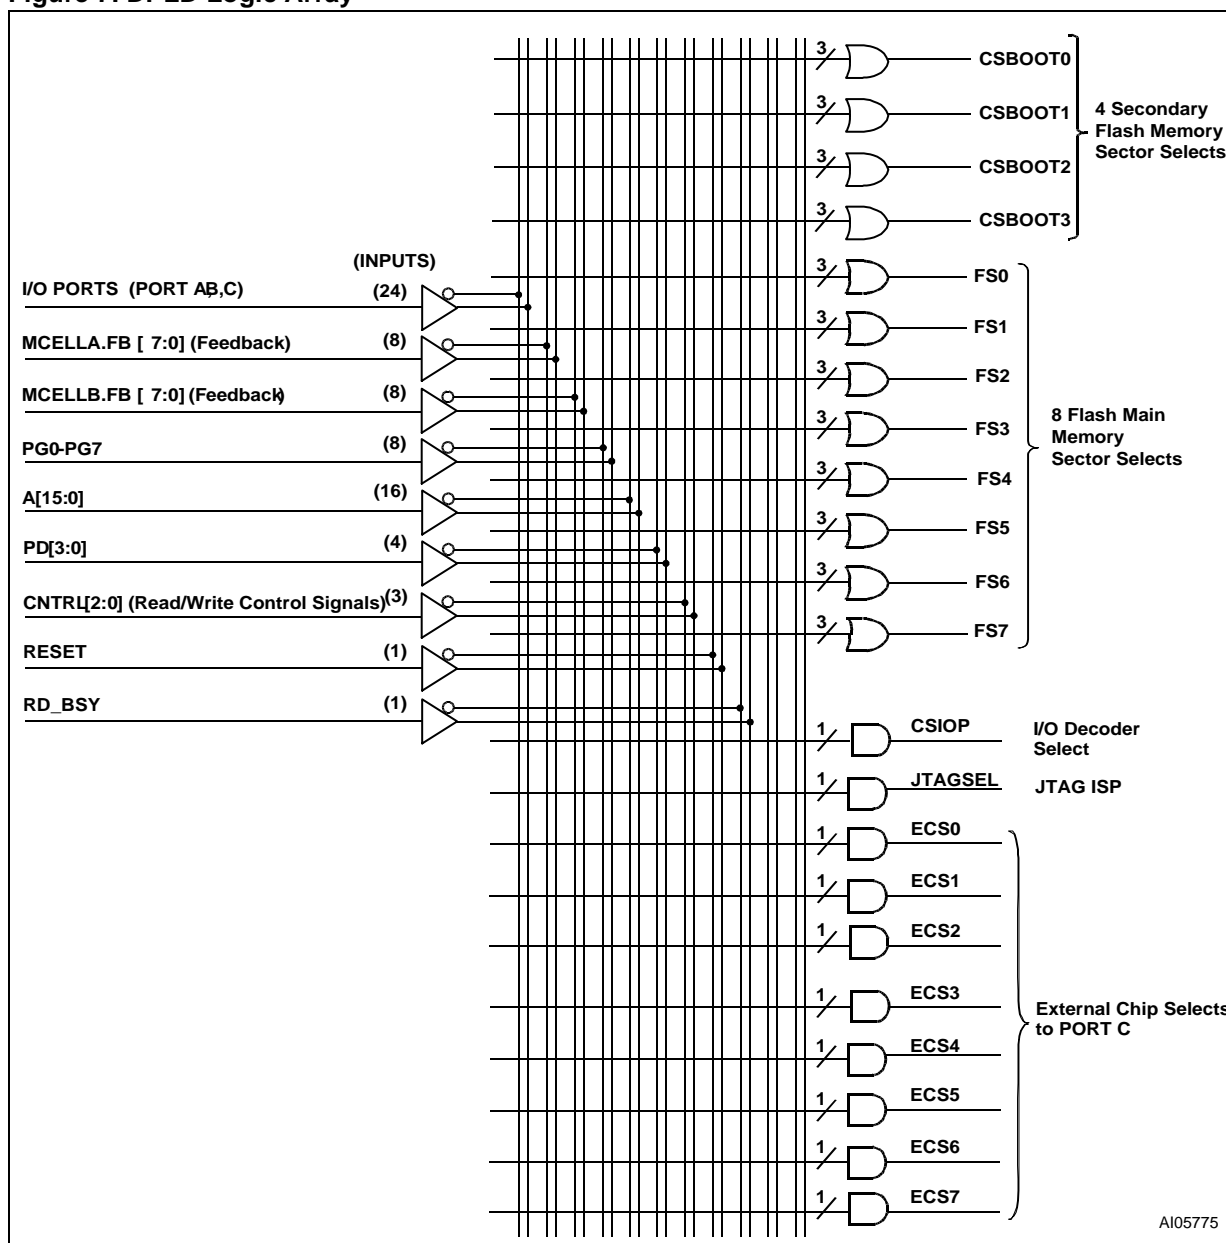 3 CSBOOT0
3 CSBOOT1
4 Secondary
Flash Memory
Sector Selects
3 CSBOOT2
3 CSBOOT3
(INPUTS)
I/O PORTS (PORT AB,C) (24)
MCELLA.FB [ 7:0] (Feedback) (8)
MCELLB.FB [ 7:0] (Feedback) (8)
PG0-PG7 (8)
A[15:0] (16)
PD[3:0] (4)
CNTRL[2:0] (Read/Write Control Signals) (3)
RESET (1)
RD_BSY (1)
3 FS0
3 FS1
3 FS2
3 FS3
3 FS4
3 FS5
3 FS6
3 FS7
8 Flash Main
Memory
Sector Selects
1 CSIOP
I/O Decoder
Select
1 JTAGSEL JTAG ISP
1 ECS0
1 ECS1
1 ECS2
1 ECS3
1 ECS4
1 ECS5
1 ECS6
1 ECS7
External Chip Selects
to PORT C
AI05775